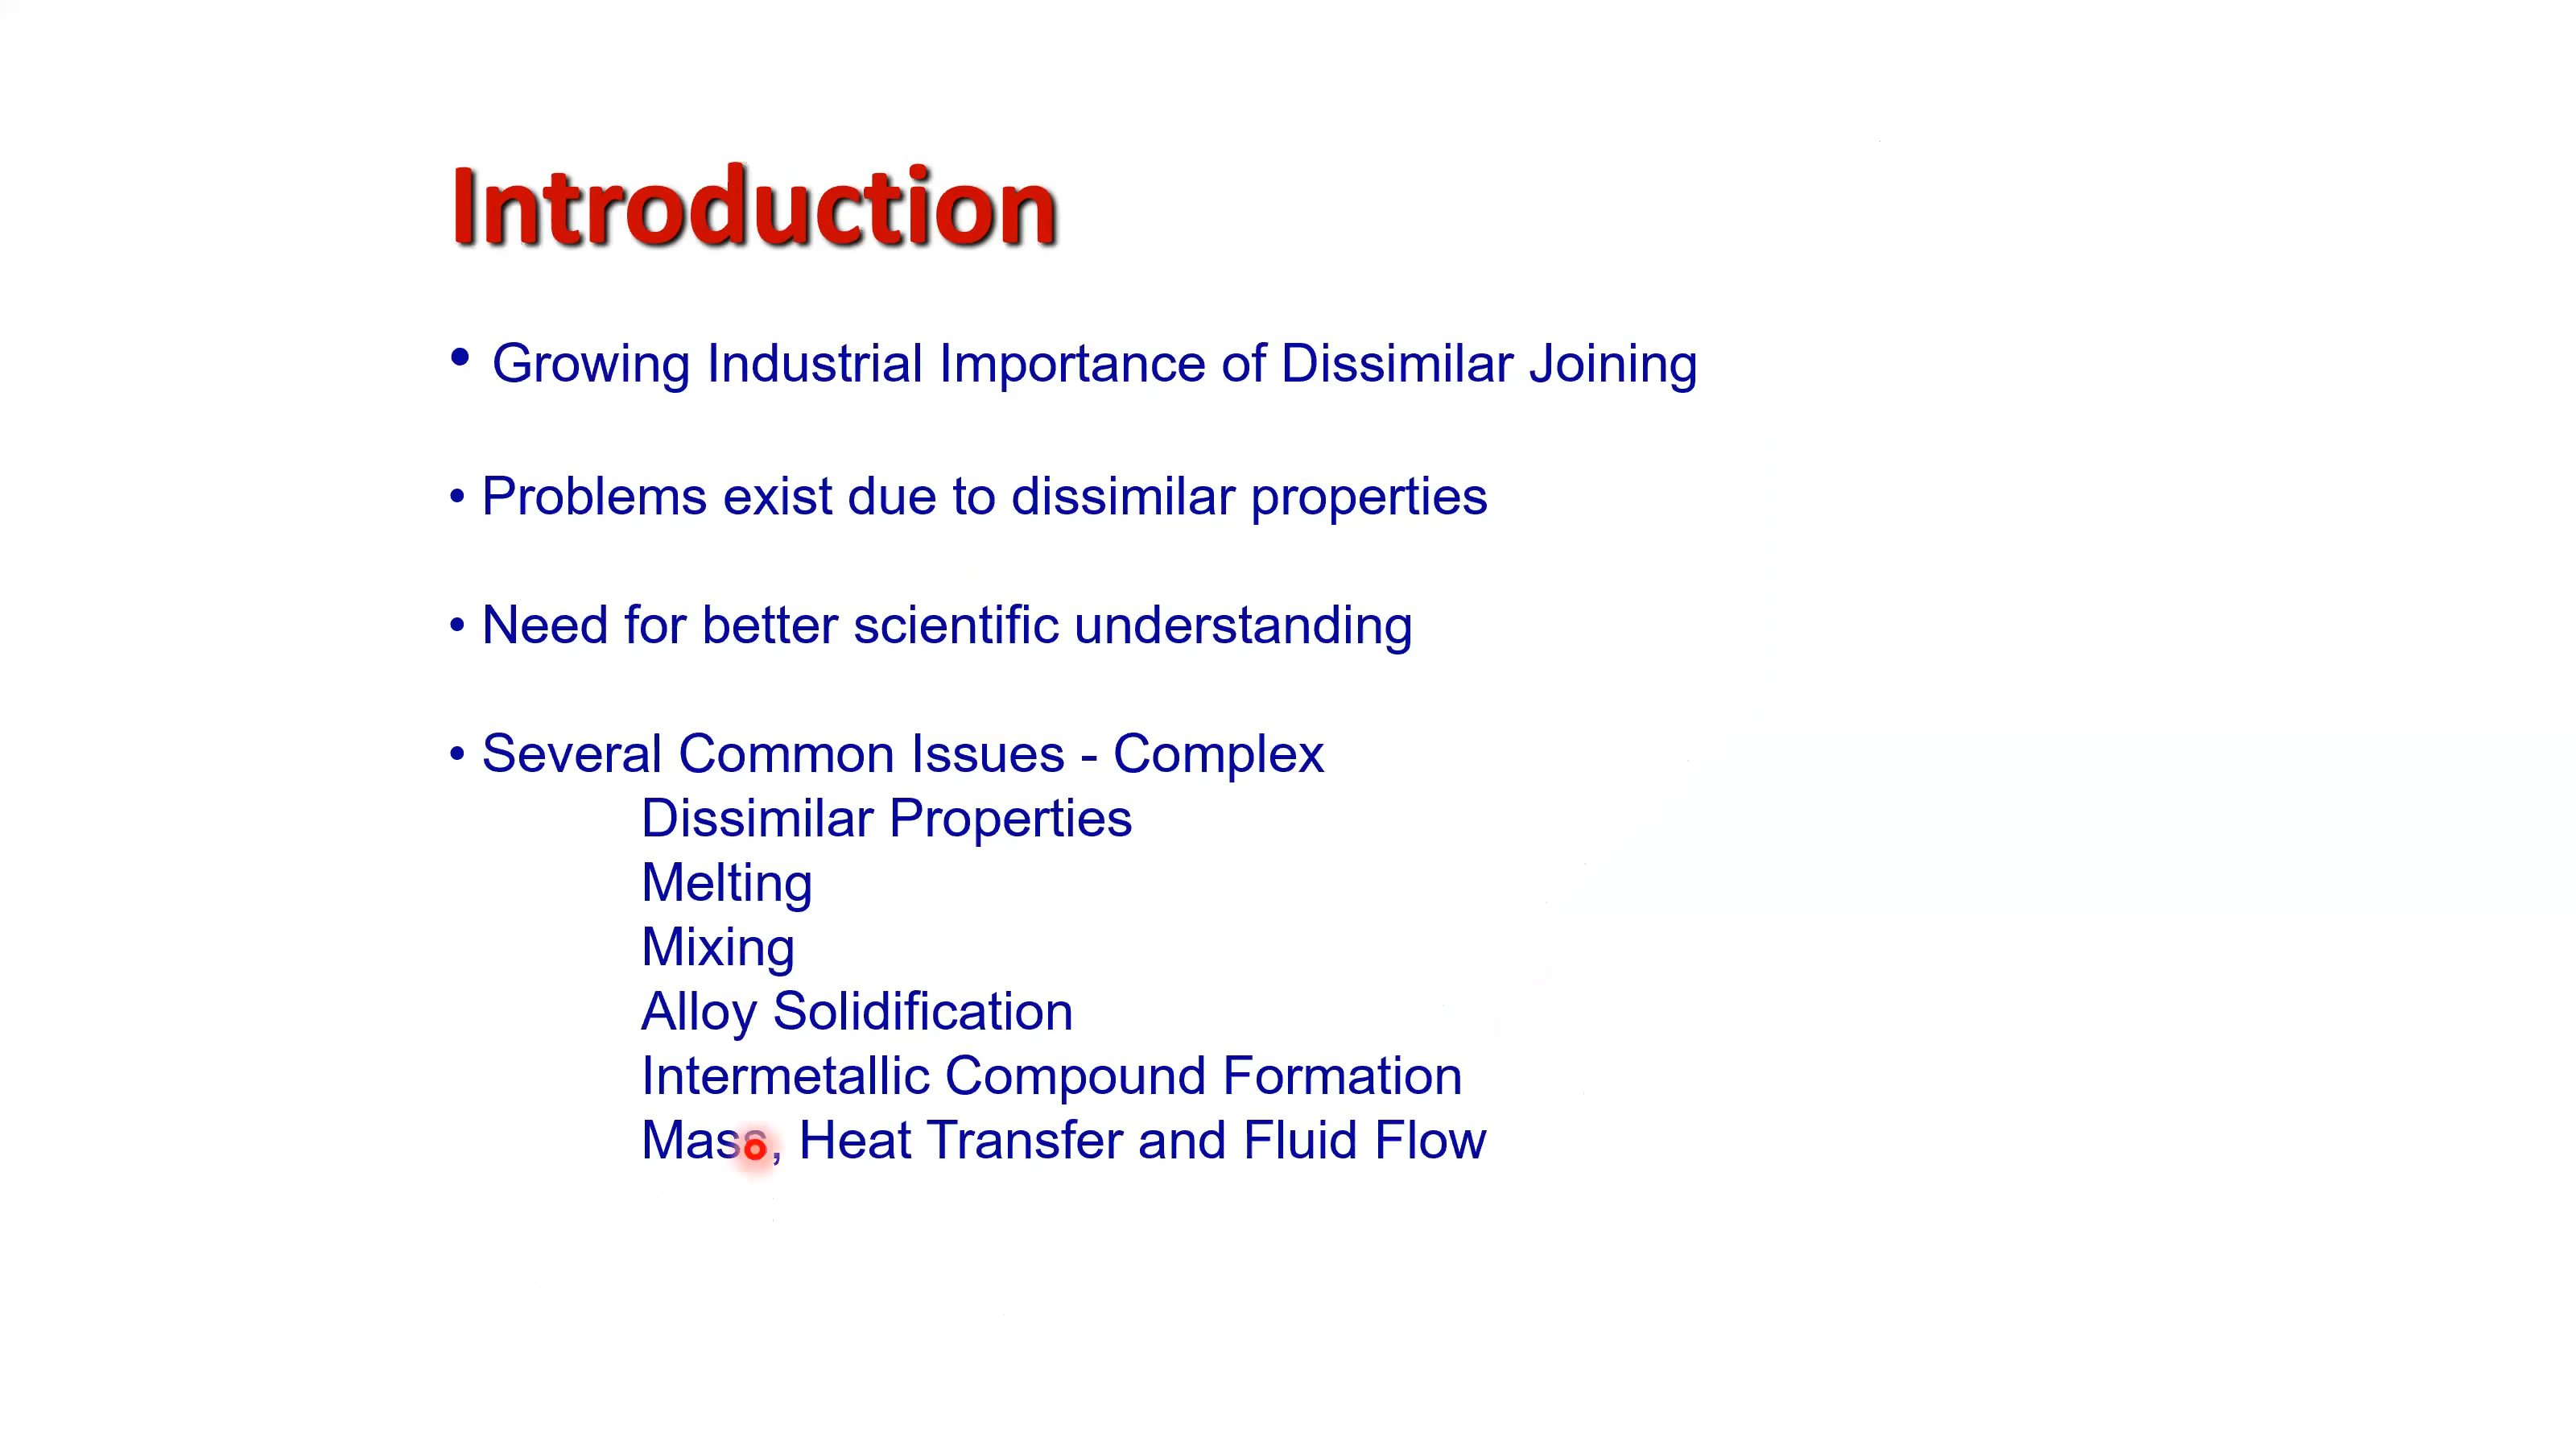 Introduction
• Growing Industrial Importance of Dissimilar Joining
• Problems exist due to dissimilar properties
• Need for better scientific understanding
• Several Common Issues - Complex
Dissimilar Properties
Melting
Mixing
Alloy Solidification
Intermetallic Compound Formation
Mass, Heat Transfer and Fluid Flow